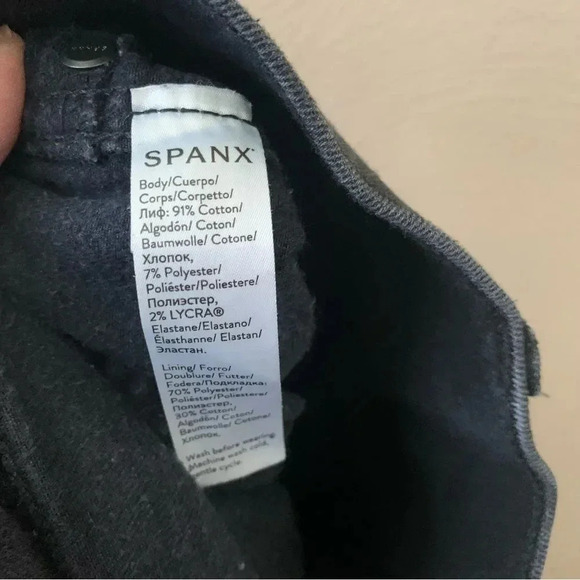 SPANX
Body/Cuerpo/
Corps/Corpetto/
Лиф: 91% Cotton/
Algodón/ Coton/
Baumwolle/ Cotone/
Хлопок,
7% Polyester/
Poliéster/Poliestere/
Полиэстер,
2% LYCRA®
Elastane/Elastano/
Élasthanne/ Elastan/
Эластан.
Lining/ Forro/
Doublure/ Futter/
Fodera/Подкладка:
70% Polyester/
Poliéster/Poliestere/
Полиэстер,
30% Cotton/
Algodón/ Coton/
Baumwolle/ Cotone/
Хлопок.
Wash before wearing.
Machine wash cold,
gentle cycle.